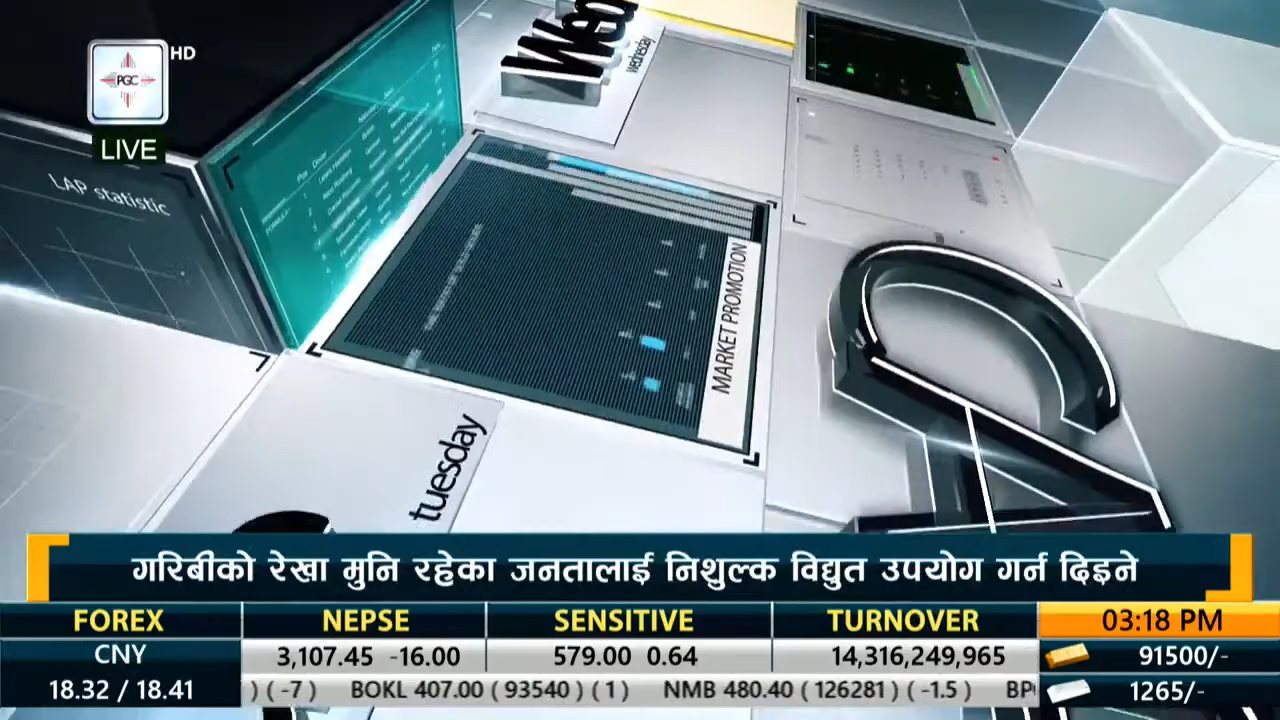 PGC
HD
LIVE
LAP statistic
wednesday
MARKET PROMOTION
tuesday
गरिबीको रेखा मुनि रहेका जनतालाई निशुल्क विद्युत उपयोग गर्न दिइने
FOREX NEPSE SENSITIVE TURNOVER 03:18 PM
CNY 3,107.45 -16.00 579.00 0.64 14,316,249,965 91500/-
18.32 / 18.41 ) ( -7 ) BOKL 407.00 ( 93540 ) ( 1 ) NMB 480.40 ( 126281 ) ( -1.5 ) 1265/-